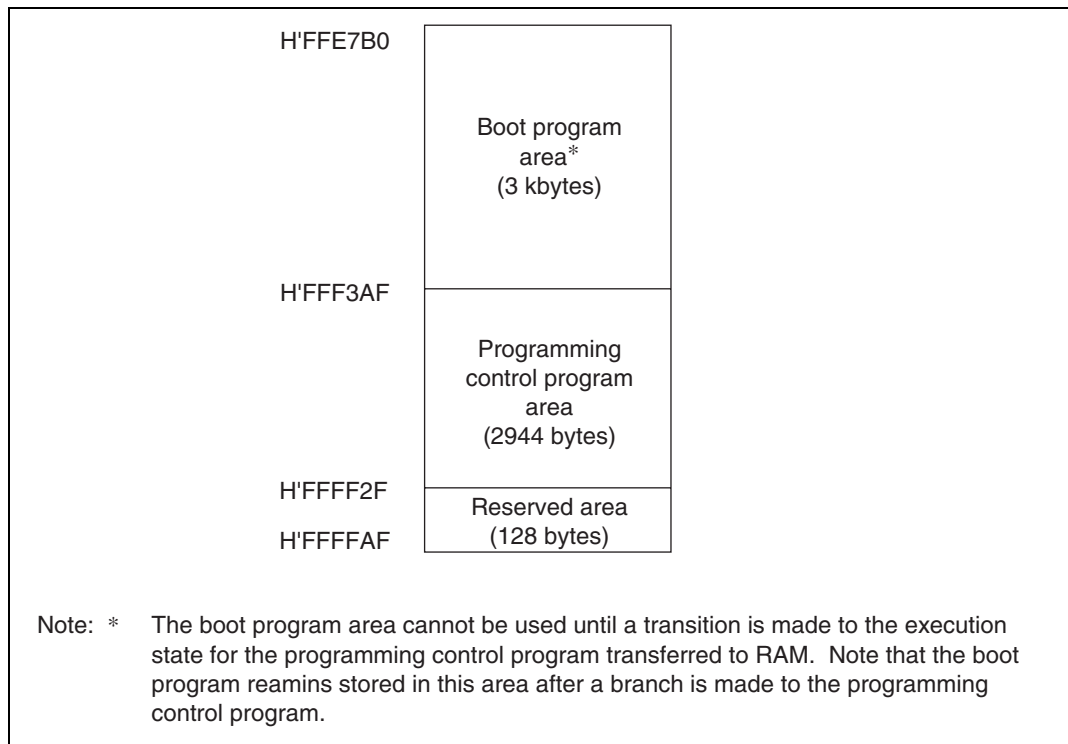 H'FFE7B0
Boot program
area*
(3 kbytes)
H'FFF3AF
Programming
control program
area
(2944 bytes)
H'FFFF2F
Reserved area
(128 bytes)
H'FFFFAF
Note: * The boot program area cannot be used until a transition is made to the execution
state for the programming control program transferred to RAM. Note that the boot
program reamins stored in this area after a branch is made to the programming
control program.